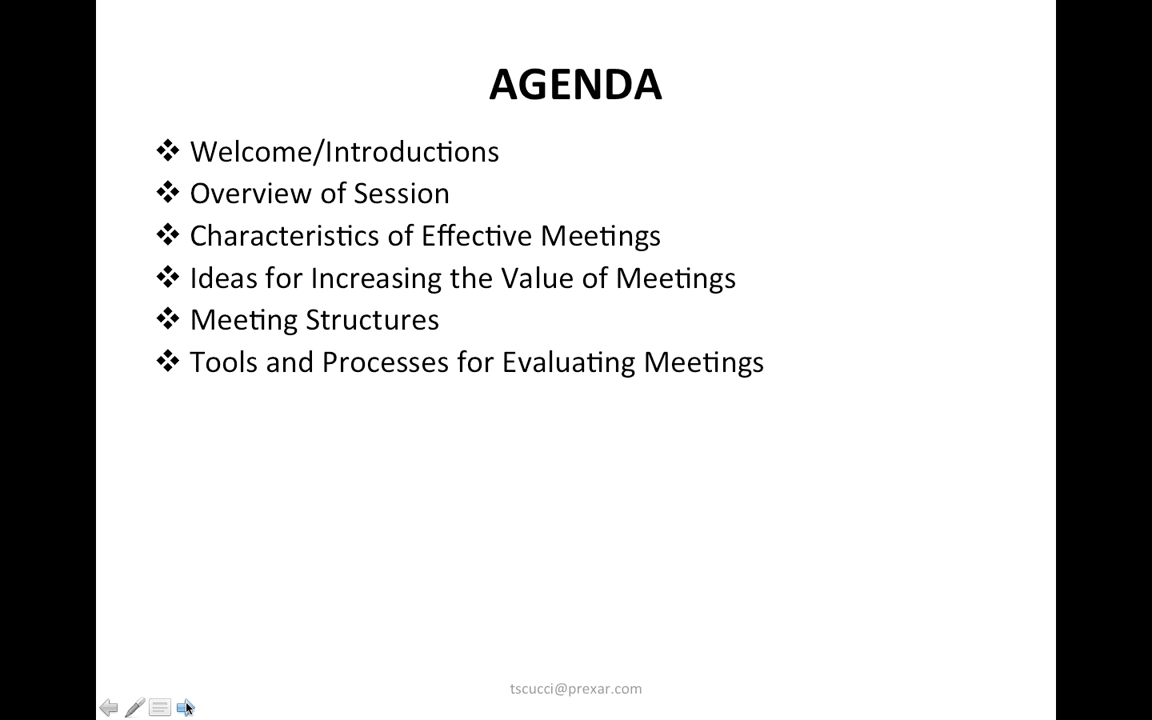 AGENDA
❖ Welcome/Introductions
❖ Overview of Session
❖ Characteristics of Effective Meetings
❖ Ideas for Increasing the Value of Meetings
❖ Meeting Structures
❖ Tools and Processes for Evaluating Meetings
tscucci@prexar.com